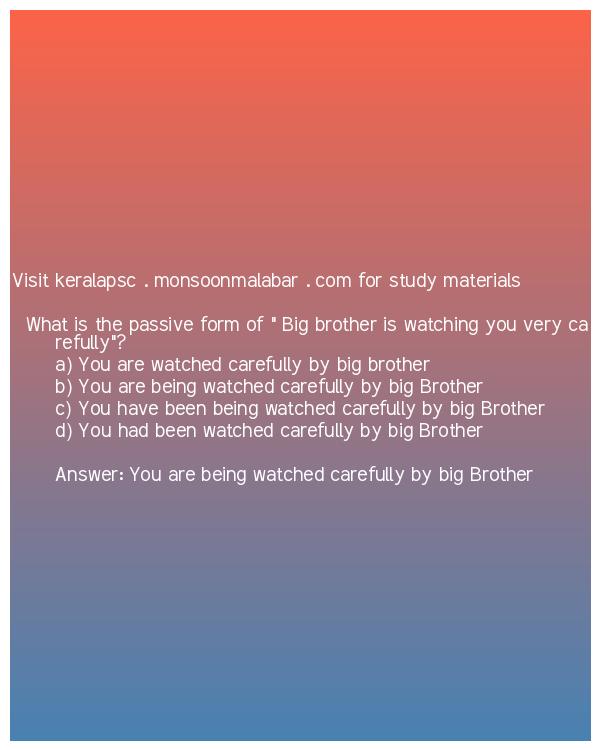 Visit keralapsc . monsoonmalabar . com for study materials
What is the passive form of " Big brother is watching you very ca
refully"?
a) You are watched carefully by big brother
b) You are being watched carefully by big Brother
c) You have been being watched carefully by big Brother
d) You had been watched carefully by big Brother
Answer: You are being watched carefully by big Brother